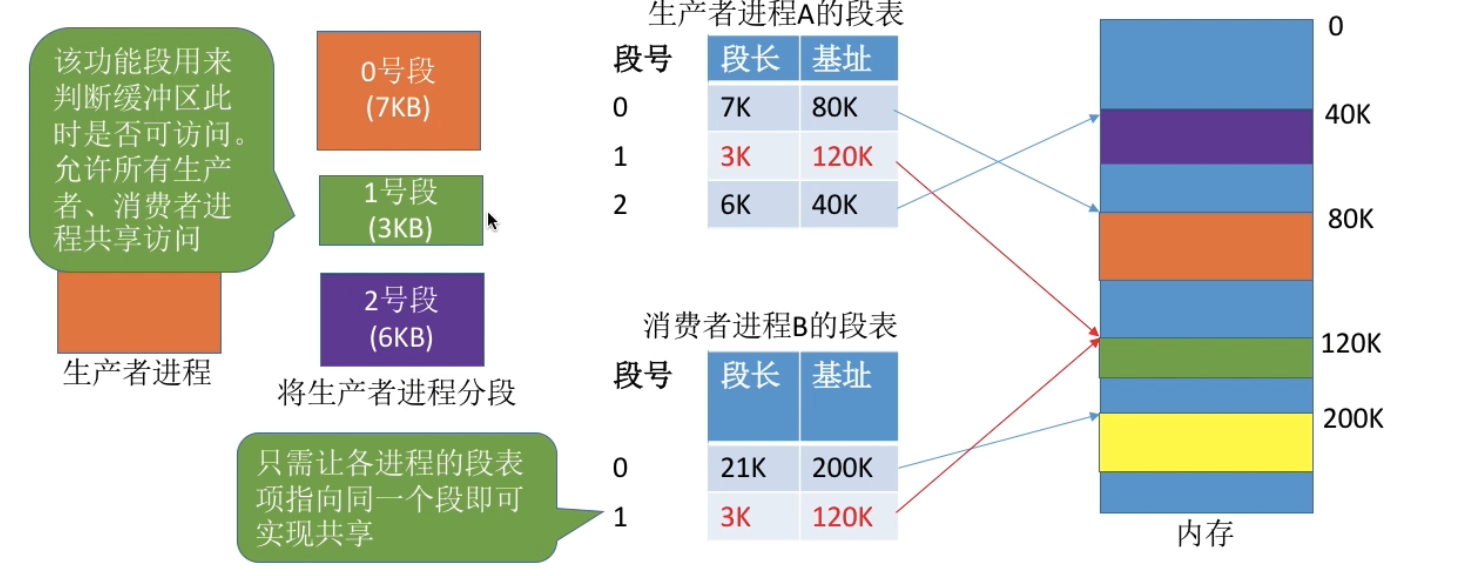 该功能段用来
判断缓冲区此
时是否可访问。
允许所有生产
者、消费者进
程共享访问
生产者进程
0号段
(7KB)
1号段
(3KB)
2号段
(6KB)
将生产者进程分段
只需让各进程的段表
项指向同一个段即可
实现共享
生产者进程A的段表
段号 段长 基址
0 7K 80K
1 3K 120K
2 6K 40K
消费者进程B的段表
段号 段长 基址
0 21K 200K
1 3K 120K
0
40K
80K
120K
200K
内存